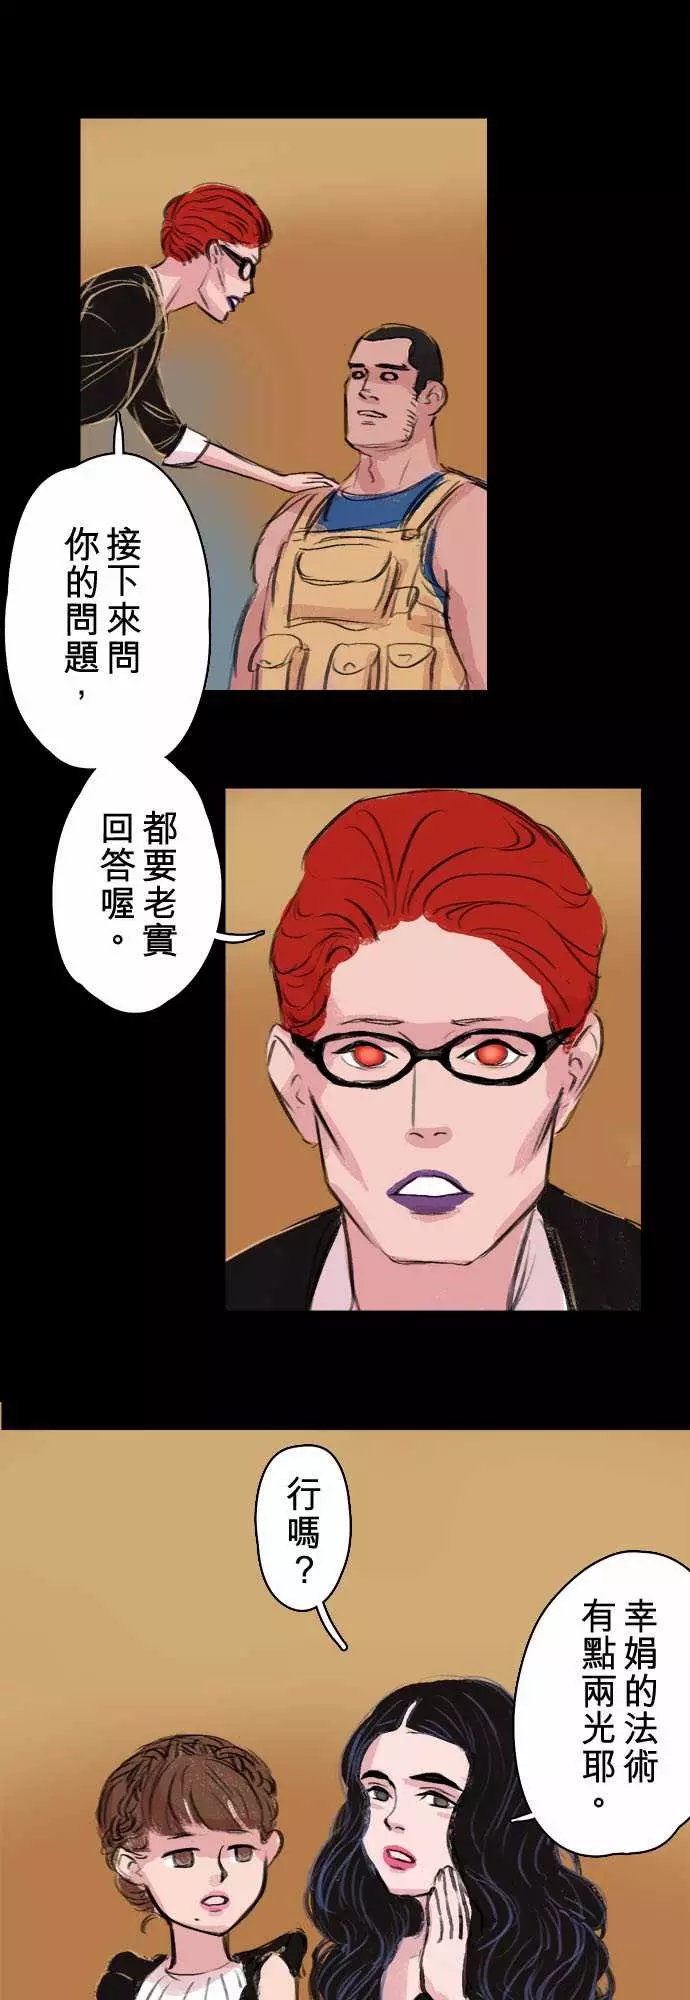 接下來問
你的問題，
都要老實
回答喔。
行嗎？
幸娟的法術
有點兩光耶。